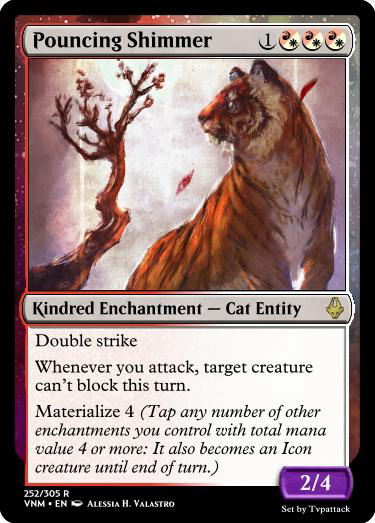 Pouncing Shimmer 1
Kindred Enchantment — Cat Entity
Double strike
Whenever you attack, target creature
can't block this turn.
Materialize 4 (Tap any number of other
enchantments you control with total mana
value 4 or more: It also becomes an Icon
creature until end of turn.)
2/4
252/305 R
VNM • EN Alessia H. Valastro
Set by Tvpattack